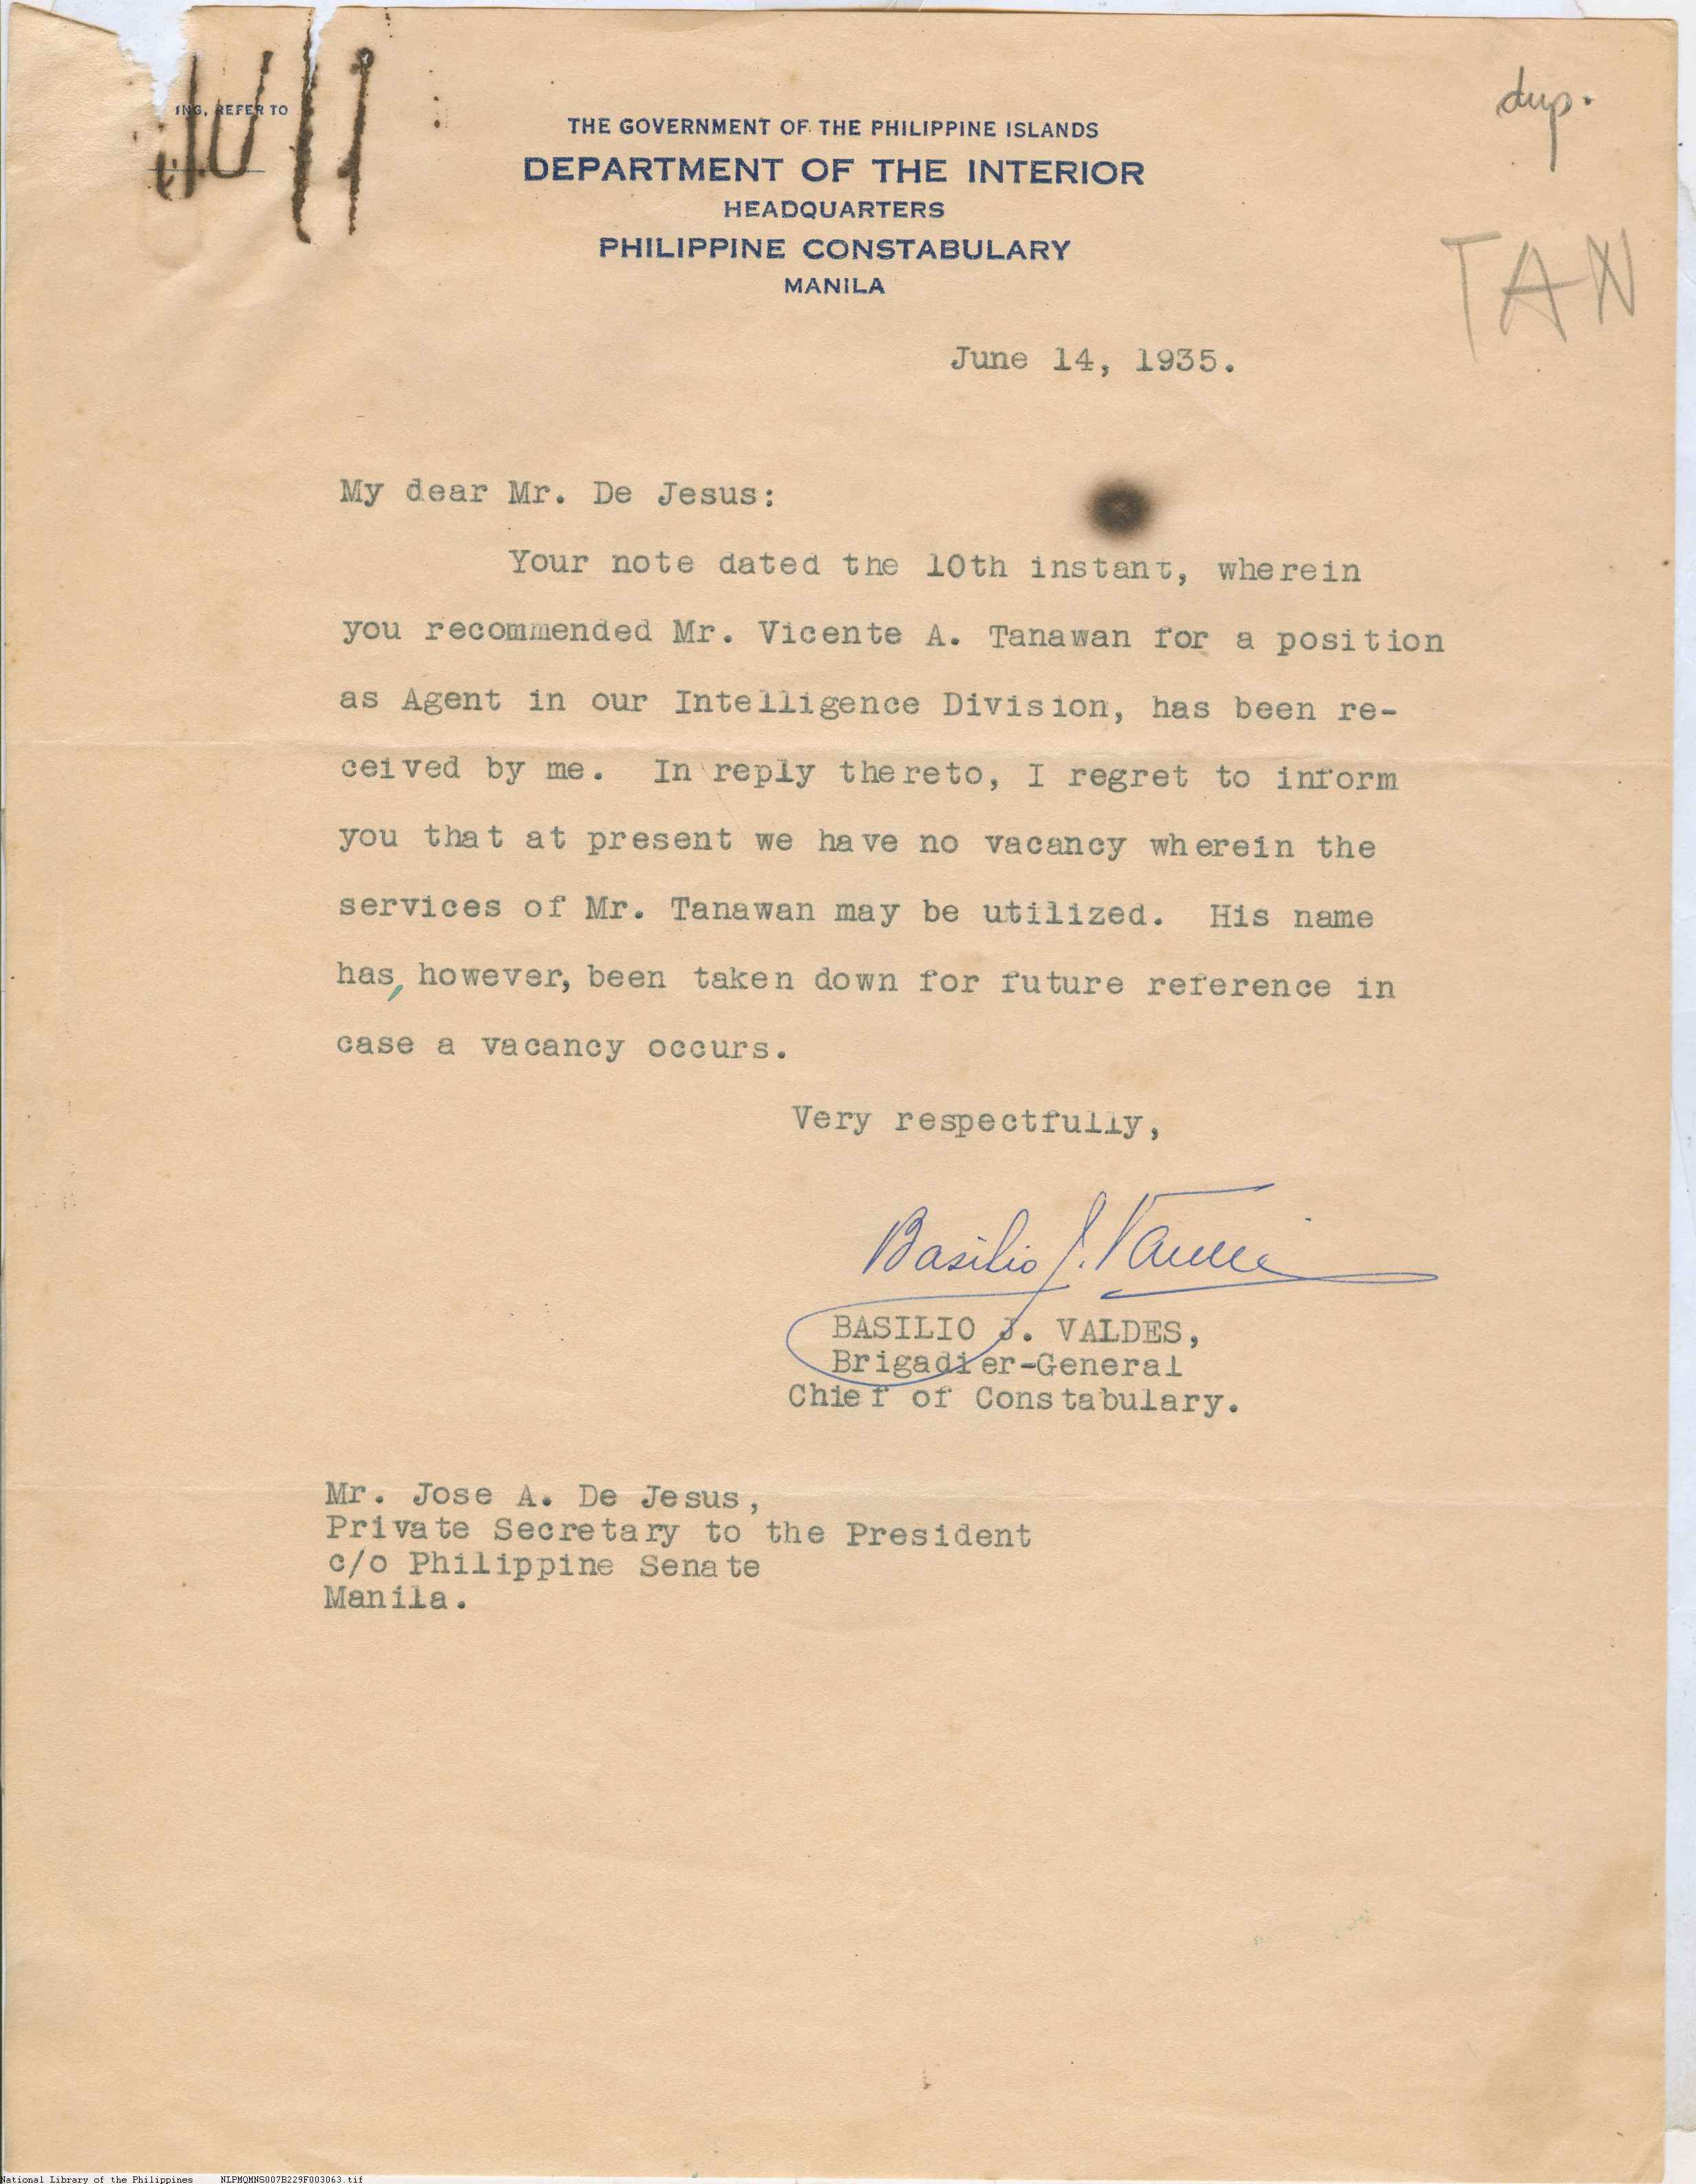 ING, REFER TO
dup.
THE GOVERNMENT OF THE PHILIPPINE ISLANDS
DEPARTMENT OF THE INTERIOR
HEADQUARTERS
PHILIPPINE CONSTABULARY
MANILA
TAN
June 14, 1935.
My dear Mr. De Jesus:
Your note dated the 10th instant, wherein
you recommended Mr. Vicente A. Tanawan for a position
as Agent in our Intelligence Division, has been re-
ceived by me. In reply thereto, I regret to inform
you that at present we have no vacancy wherein the
services of Mr. Tanawan may be utilized. His name
has, however, been taken down for future reference in
case a vacancy occurs.
Very respectfully,
Basilio J. Valdes
BASILIO J. VALDES,
Brigadier-General
Chief of Constabulary.
Mr. Jose A. De Jesus,
Private Secretary to the President
c/o Philippine Senate
Manila.
National Library of the Philippines NLPMQMNS007B229F003063.tif